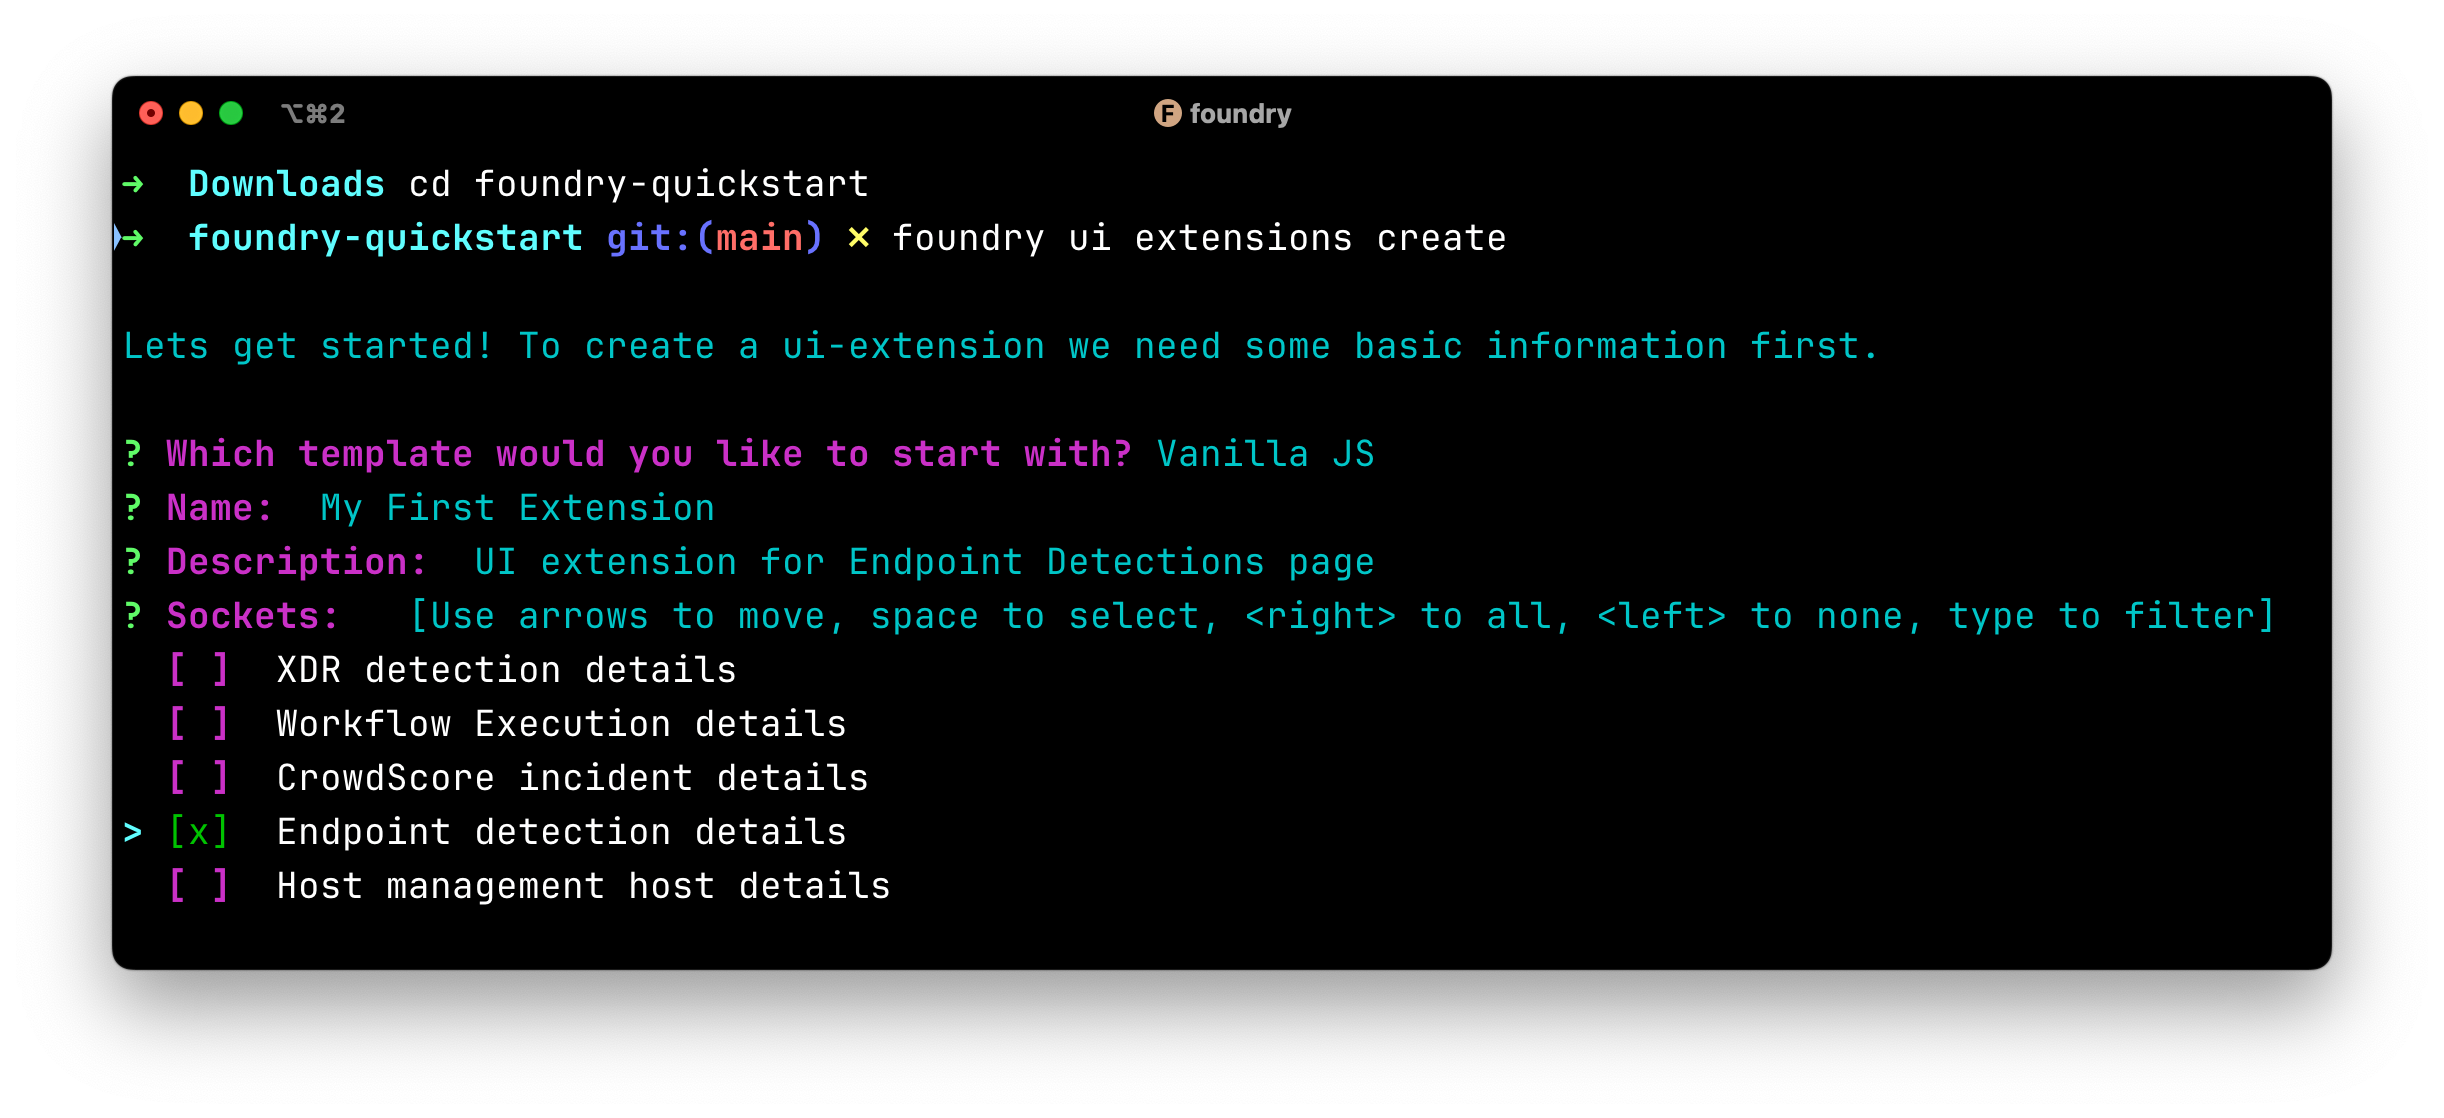 ⌥⌘2
F foundry
➜ Downloads cd foundry-quickstart
➜ foundry-quickstart git:(main) ✗ foundry ui extensions create
Lets get started! To create a ui-extension we need some basic information first.
? Which template would you like to start with? Vanilla JS
? Name: My First Extension
? Description: UI extension for Endpoint Detections page
? Sockets: [Use arrows to move, space to select, <right> to all, <left> to none, type to filter]
[ ] XDR detection details
[ ] Workflow Execution details
[ ] CrowdScore incident details
> [x] Endpoint detection details
[ ] Host management host details